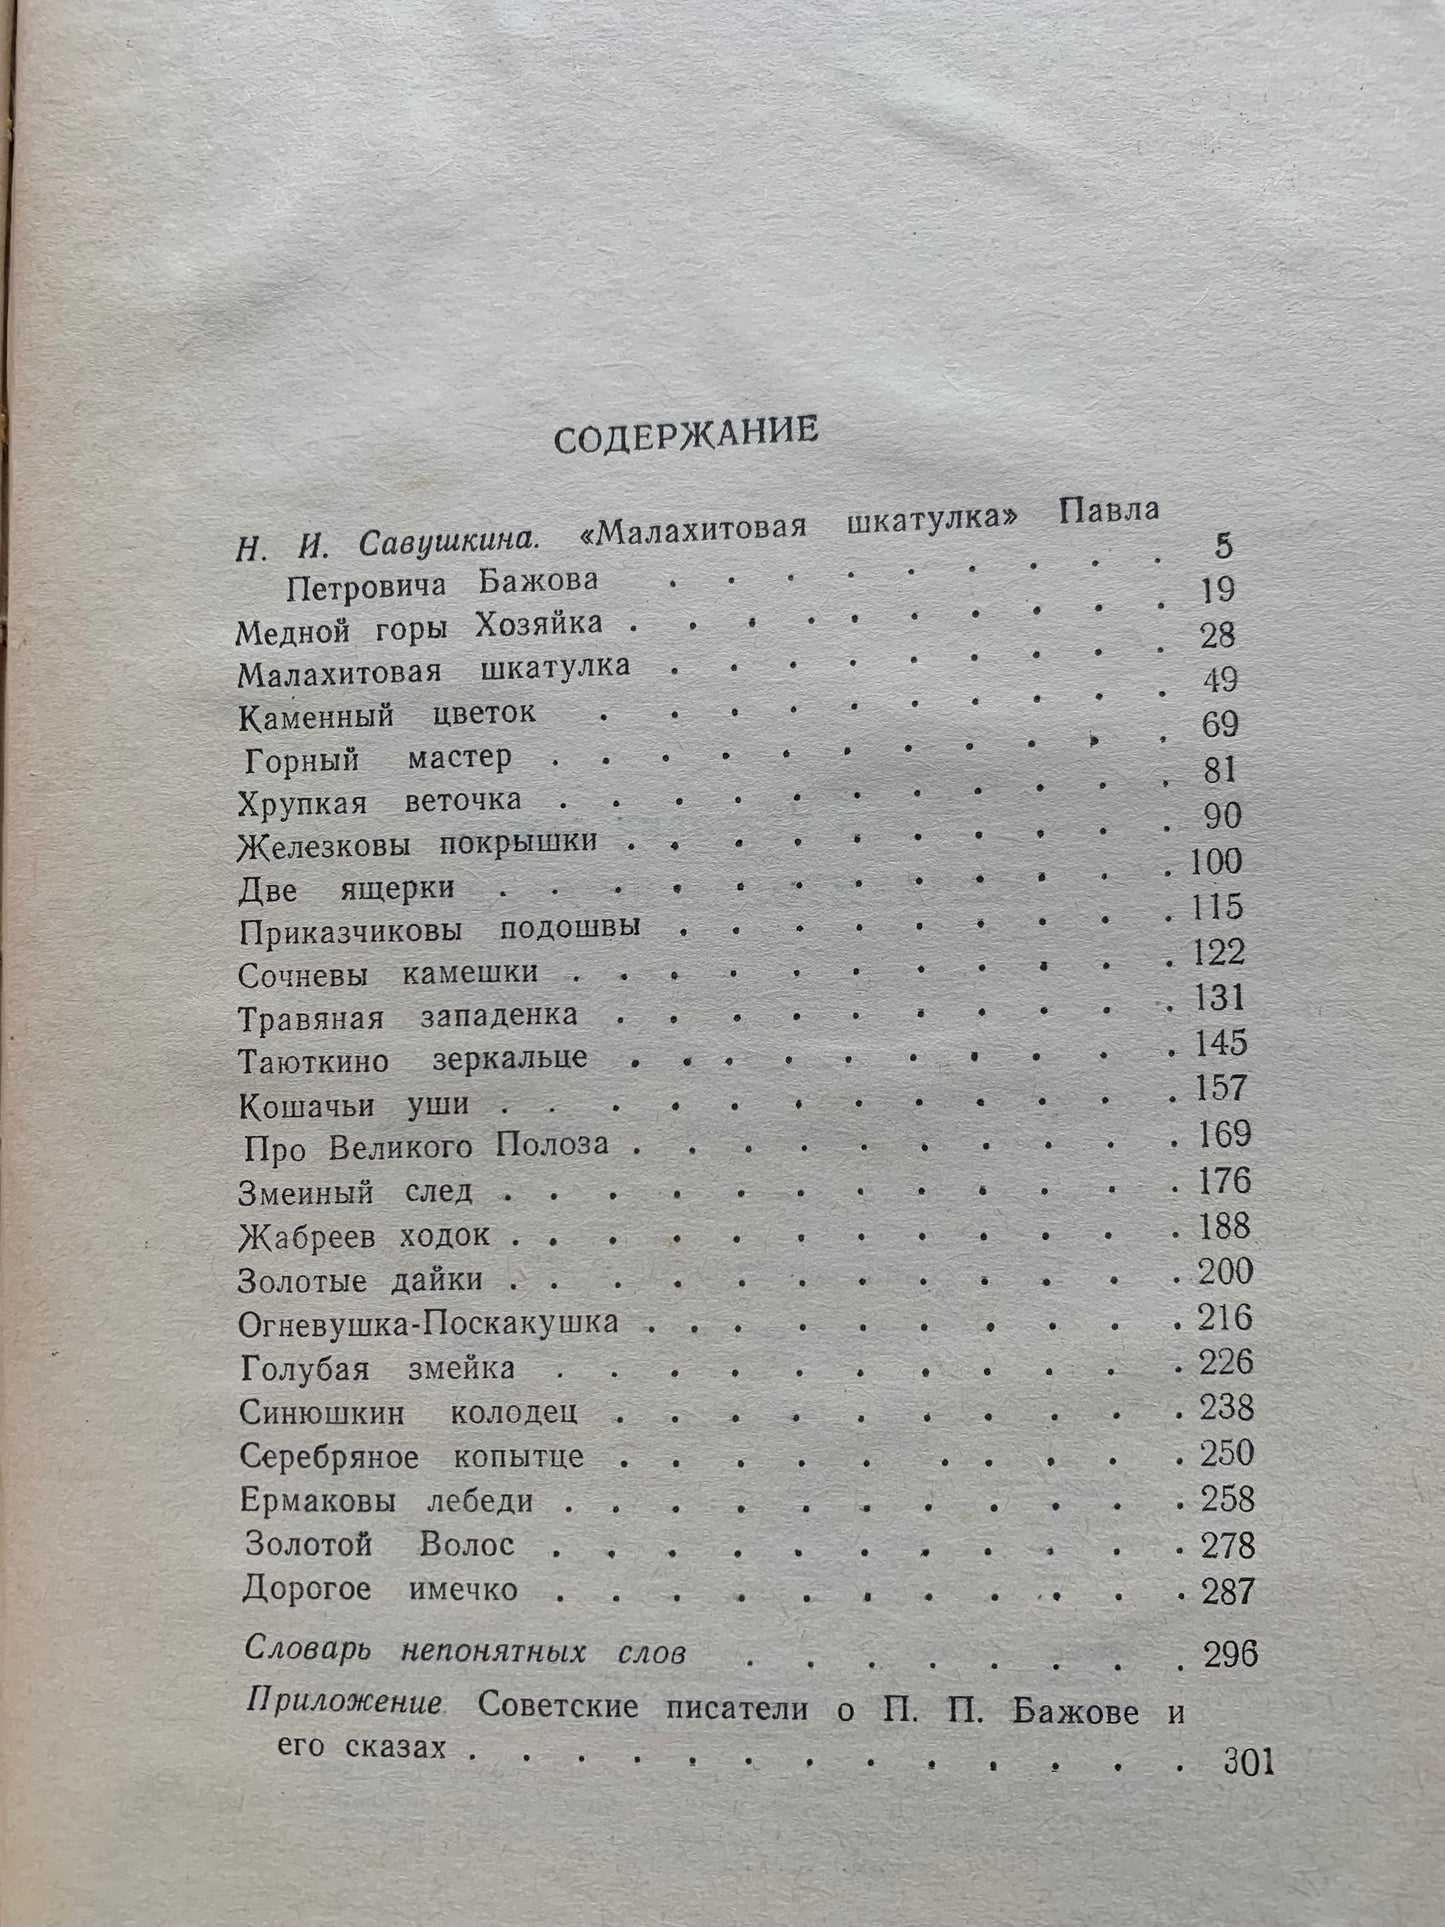 СОДЕРЖАНИЕ
Н. И. Савушкина. «Малахитовая шкатулка» Павла
Петровича Бажова . . . . . . . . . 5
Медной горы Хозяйка . . . . . . . . . . 19
Малахитовая шкатулка . . . . . . . . . 28
Каменный цветок . . . . . . . . . 49
Горный мастер . . . . . . . . . . . 69
Хрупкая веточка . . . . . . . . . . . 81
Железковы покрышки . . . . . . . . . . 90
Две ящерки . . . . . . . . . . . . 100
Приказчиковы подошвы . . . . . . . . . 115
Сочневы камешки . . . . . . . . . . . 122
Травяная западенка . . . . . . . . . . 131
Таюткино зеркальце . . . . . . . . . . 145
Кошачьи уши . . . . . . . . . . . . 157
Про Великого Полоза . . . . . . . . . . 169
Змеиный след . . . . . . . . . . . . 176
Жабреев ходок . . . . . . . . . . . . 188
Золотые дайки . . . . . . . . . . . . 200
Огневушка-Поскакушка . . . . . . . . . . 216
Голубая змейка . . . . . . . . . . . 226
Синюшкин колодец . . . . . . . . . . 238
Серебряное копытце . . . . . . . . . . 250
Ермаковы лебеди . . . . . . . . . . . 258
Золотой Волос . . . . . . . . . . . 278
Дорогое имечко . . . . . . . . . . . 287
Словарь непонятных слов . . . . . . . . 296
Приложение. Советские писатели о П. П. Бажове и
его сказах . . . . . . . . . . . . . 301